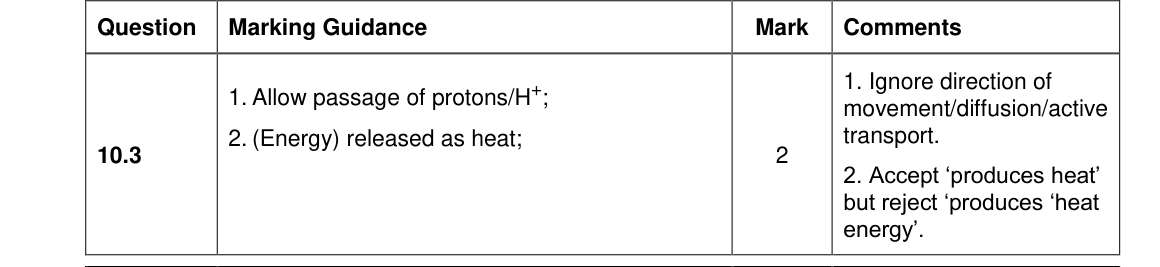 Question Marking Guidance Mark Comments
10.3
1. Allow passage of protons/H⁺;
2. (Energy) released as heat;
2
1. Ignore direction of
movement/diffusion/active
transport.
2. Accept ‘produces heat’
but reject ‘produces ‘heat
energy’.